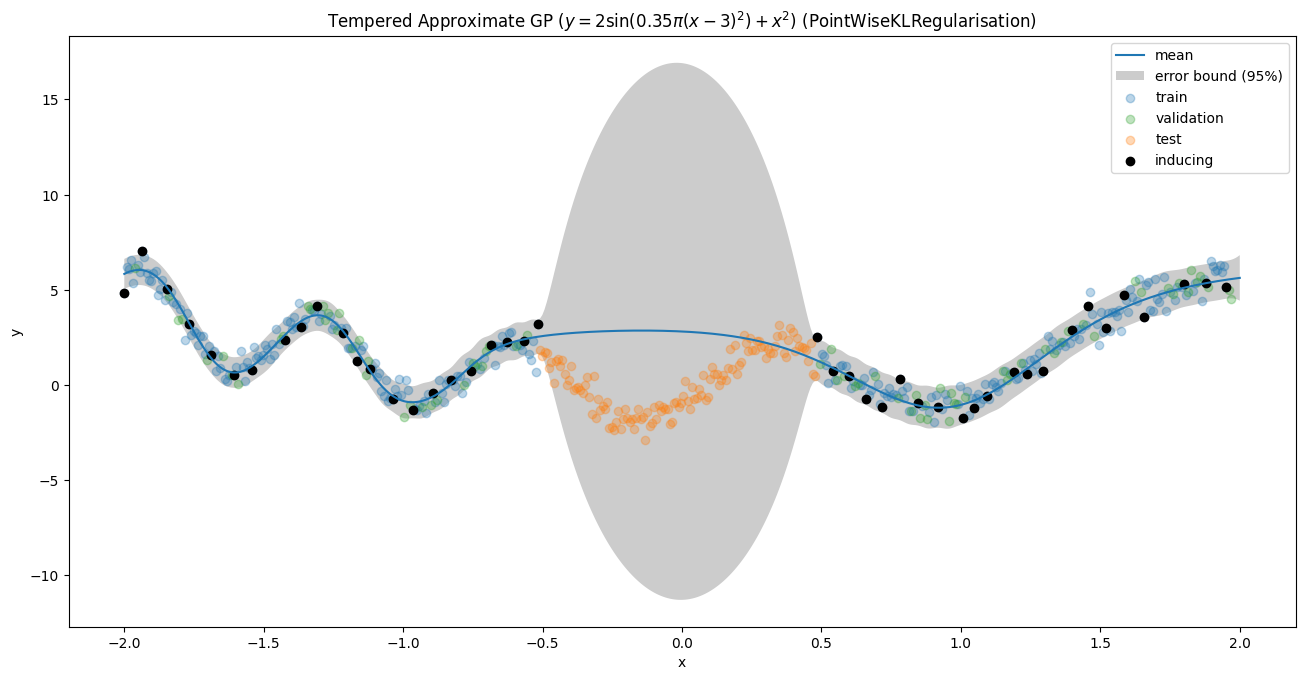 Tempered Approximate GP (y = 2sin(0.35π(x − 3)²) + x²) (PointWiseKLRegularisation)
mean
error bound (95%)
train
validation
test
inducing
y
15
10
5
0
−5
−10
−2.0 −1.5 −1.0 −0.5 0.0 0.5 1.0 1.5 2.0
x